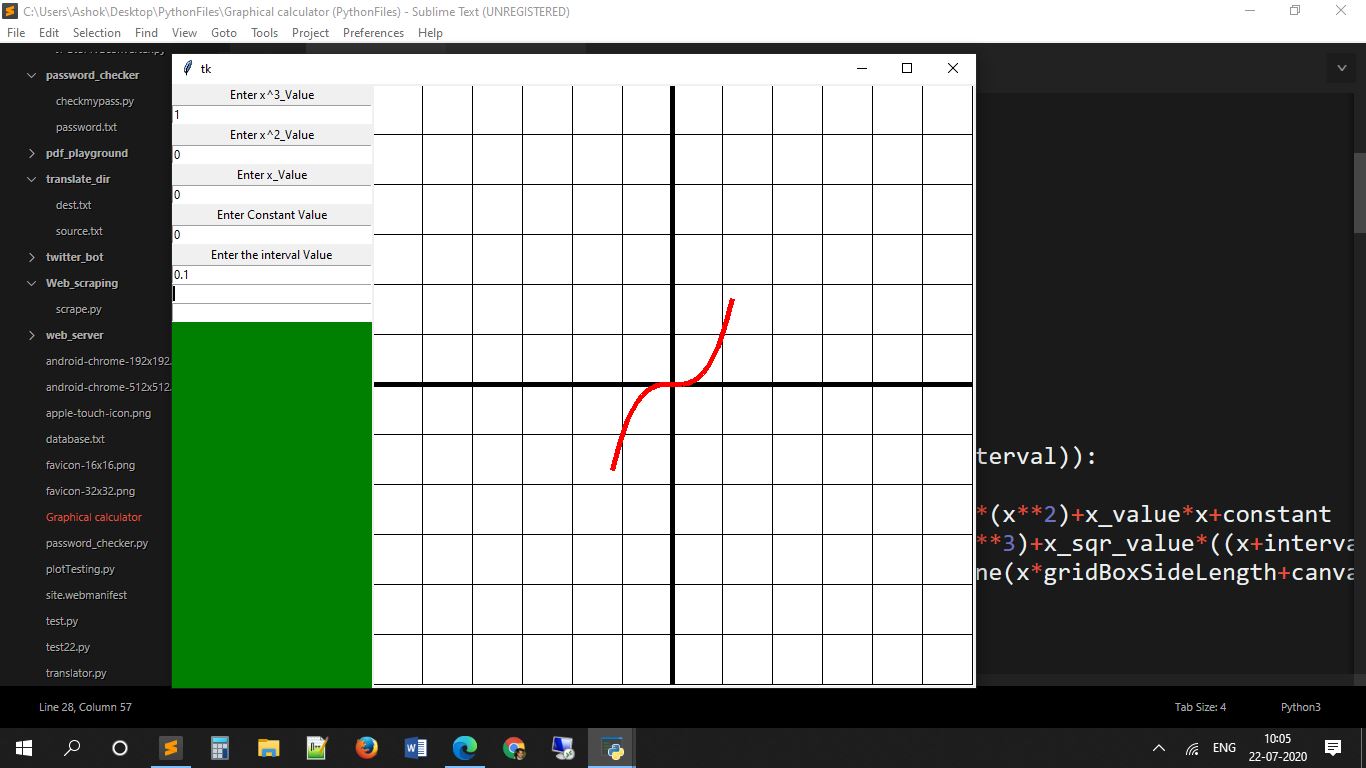 C:\Users\Ashok\Desktop\PythonFiles\Graphical calculator (PythonFiles) - Sublime Text (UNREGISTERED)
File Edit Selection Find View Goto Tools Project Preferences Help
password_checker
checkmypass.py
password.txt
pdf_playground
translate_dir
dest.txt
source.txt
twitter_bot
Web_scraping
scrape.py
web_server
android-chrome-192x192.
android-chrome-512x512.
apple-touch-icon.png
database.txt
favicon-16x16.png
favicon-32x32.png
Graphical calculator
password_checker.py
plotTesting.py
site.webmanifest
test.py
test22.py
translator.py
tk
Enter x^3_Value
1
Enter x^2_Value
0
Enter x_Value
0
Enter Constant Value
0
Enter the interval Value
0.1
terval)):
*(x**2)+x_value*x+constant
**3)+x_sqr_value*((x+interva
ne(x*gridBoxSideLength+canva
Line 28, Column 57
Tab Size: 4
Python3
ENG
10:05
22-07-2020